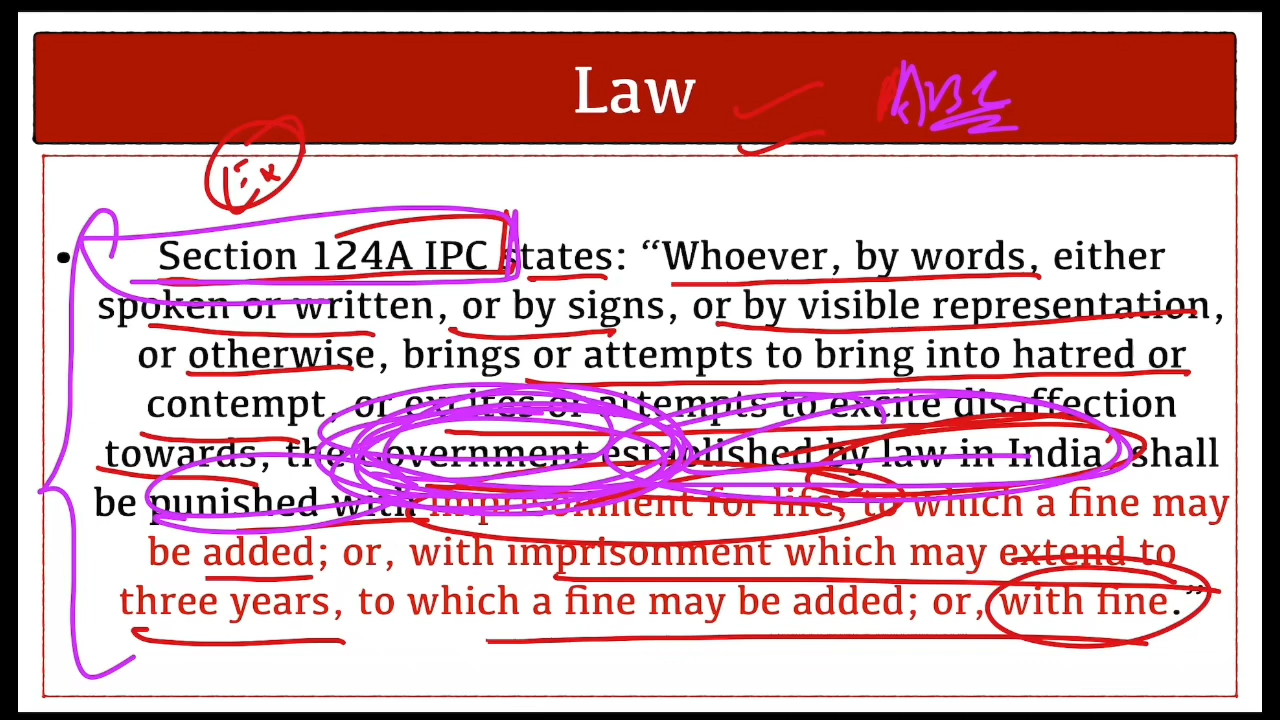 Law
Ex
• Section 124A IPC states: “Whoever, by words, either
spoken or written, or by signs, or by visible representation,
or otherwise, brings or attempts to bring into hatred or
contempt, or excites or attempts to excite disaffection
towards, the Government established by law in India, shall
be punished with imprisonment for life, to which a fine may
be added; or, with imprisonment which may extend to
three years, to which a fine may be added; or, with fine.”